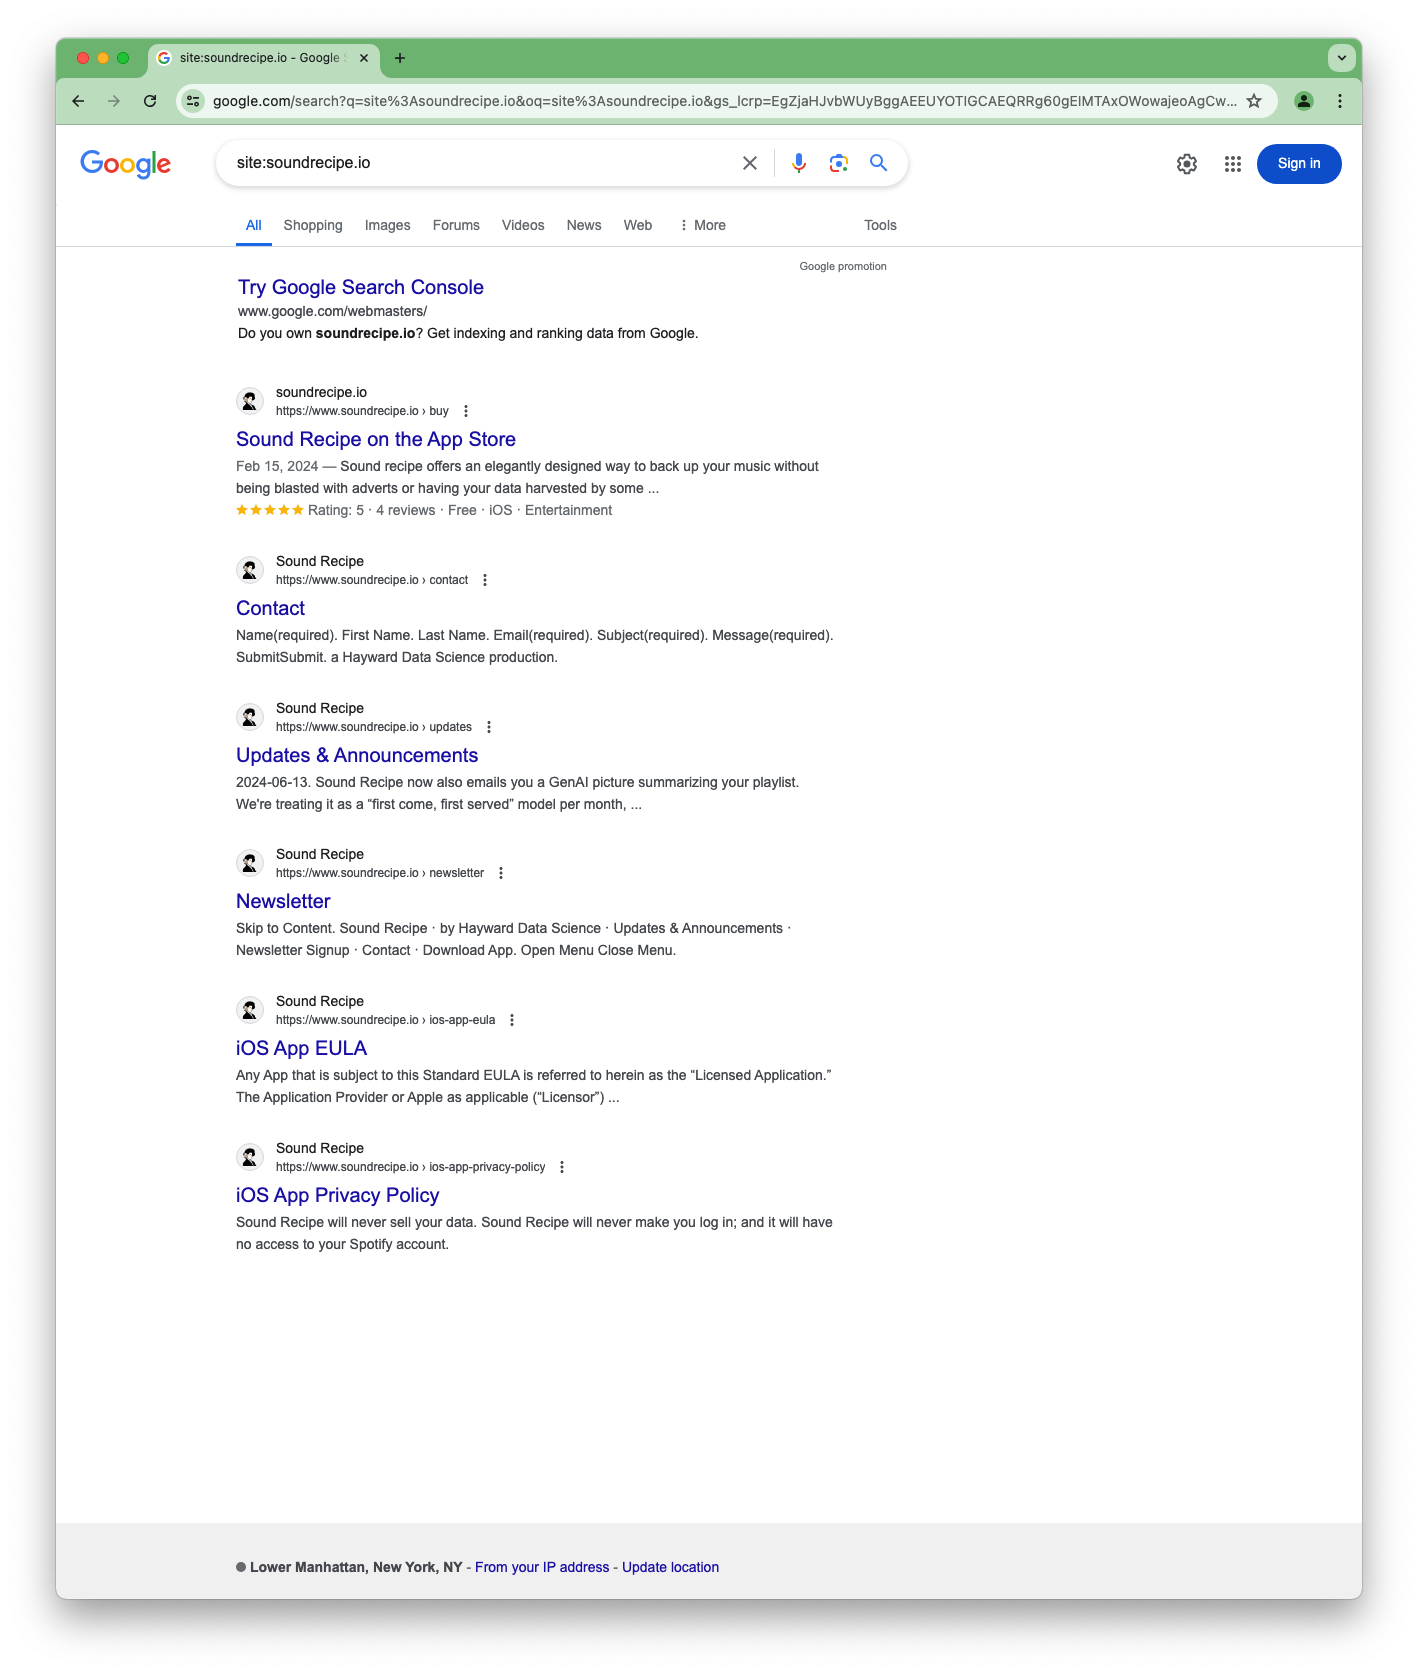 site:soundrecipe.io - Google S
google.com/search?q=site%3Asoundrecipe.io&oq=site%3Asoundrecipe.io&gs_lcrp=EgZjaHJvbWUyBggAEEUYOTIGCAEQRRg60gEIMTAxOWowajeoAgCw...
Google
site:soundrecipe.io
Sign in
All Shopping Images Forums Videos News Web More Tools
Google promotion
Try Google Search Console
www.google.com/webmasters/
Do you own soundrecipe.io? Get indexing and ranking data from Google.
soundrecipe.io
https://www.soundrecipe.io › buy
Sound Recipe on the App Store
Feb 15, 2024 — Sound recipe offers an elegantly designed way to back up your music without
being blasted with adverts or having your data harvested by some ...
Rating: 5 · 4 reviews · Free · iOS · Entertainment
Sound Recipe
https://www.soundrecipe.io › contact
Contact
Name(required). First Name. Last Name. Email(required). Subject(required). Message(required).
SubmitSubmit. a Hayward Data Science production.
Sound Recipe
https://www.soundrecipe.io › updates
Updates & Announcements
2024-06-13. Sound Recipe now also emails you a GenAI picture summarizing your playlist.
We're treating it as a “first come, first served” model per month, ...
Sound Recipe
https://www.soundrecipe.io › newsletter
Newsletter
Skip to Content. Sound Recipe · by Hayward Data Science · Updates & Announcements ·
Newsletter Signup · Contact · Download App. Open Menu Close Menu.
Sound Recipe
https://www.soundrecipe.io › ios-app-eula
iOS App EULA
Any App that is subject to this Standard EULA is referred to herein as the “Licensed Application.”
The Application Provider or Apple as applicable (“Licensor”) ...
Sound Recipe
https://www.soundrecipe.io › ios-app-privacy-policy
iOS App Privacy Policy
Sound Recipe will never sell your data. Sound Recipe will never make you log in; and it will have
no access to your Spotify account.
Lower Manhattan, New York, NY - From your IP address - Update location